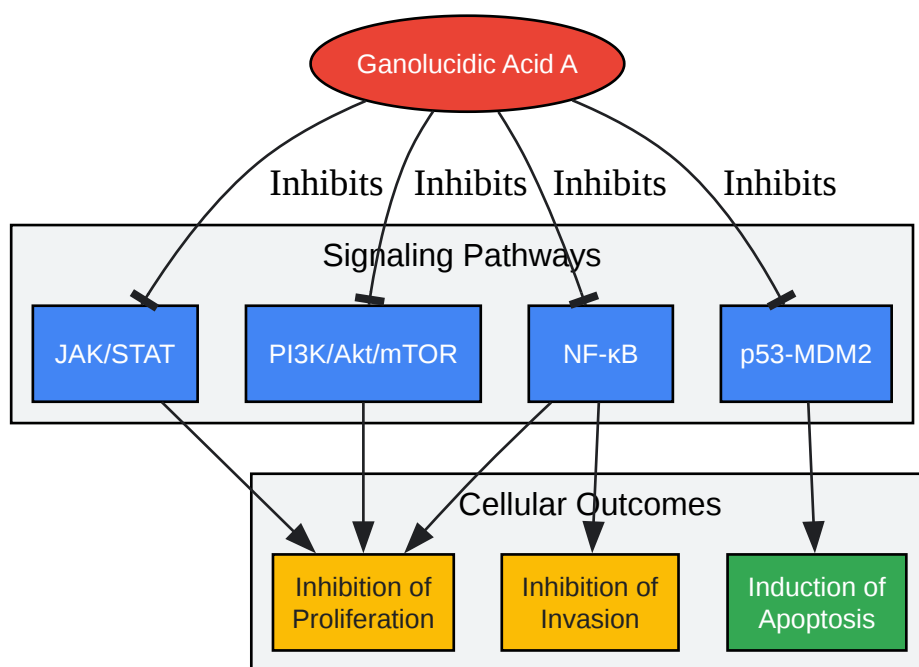 Ganolucidic Acid A
Inhibits Inhibits Inhibits Inhibits
Signaling Pathways
JAK/STAT
PI3K/Akt/mTOR
NF-κB
p53-MDM2
Cellular Outcomes
Inhibition of
Proliferation
Inhibition of
Invasion
Induction of
Apoptosis